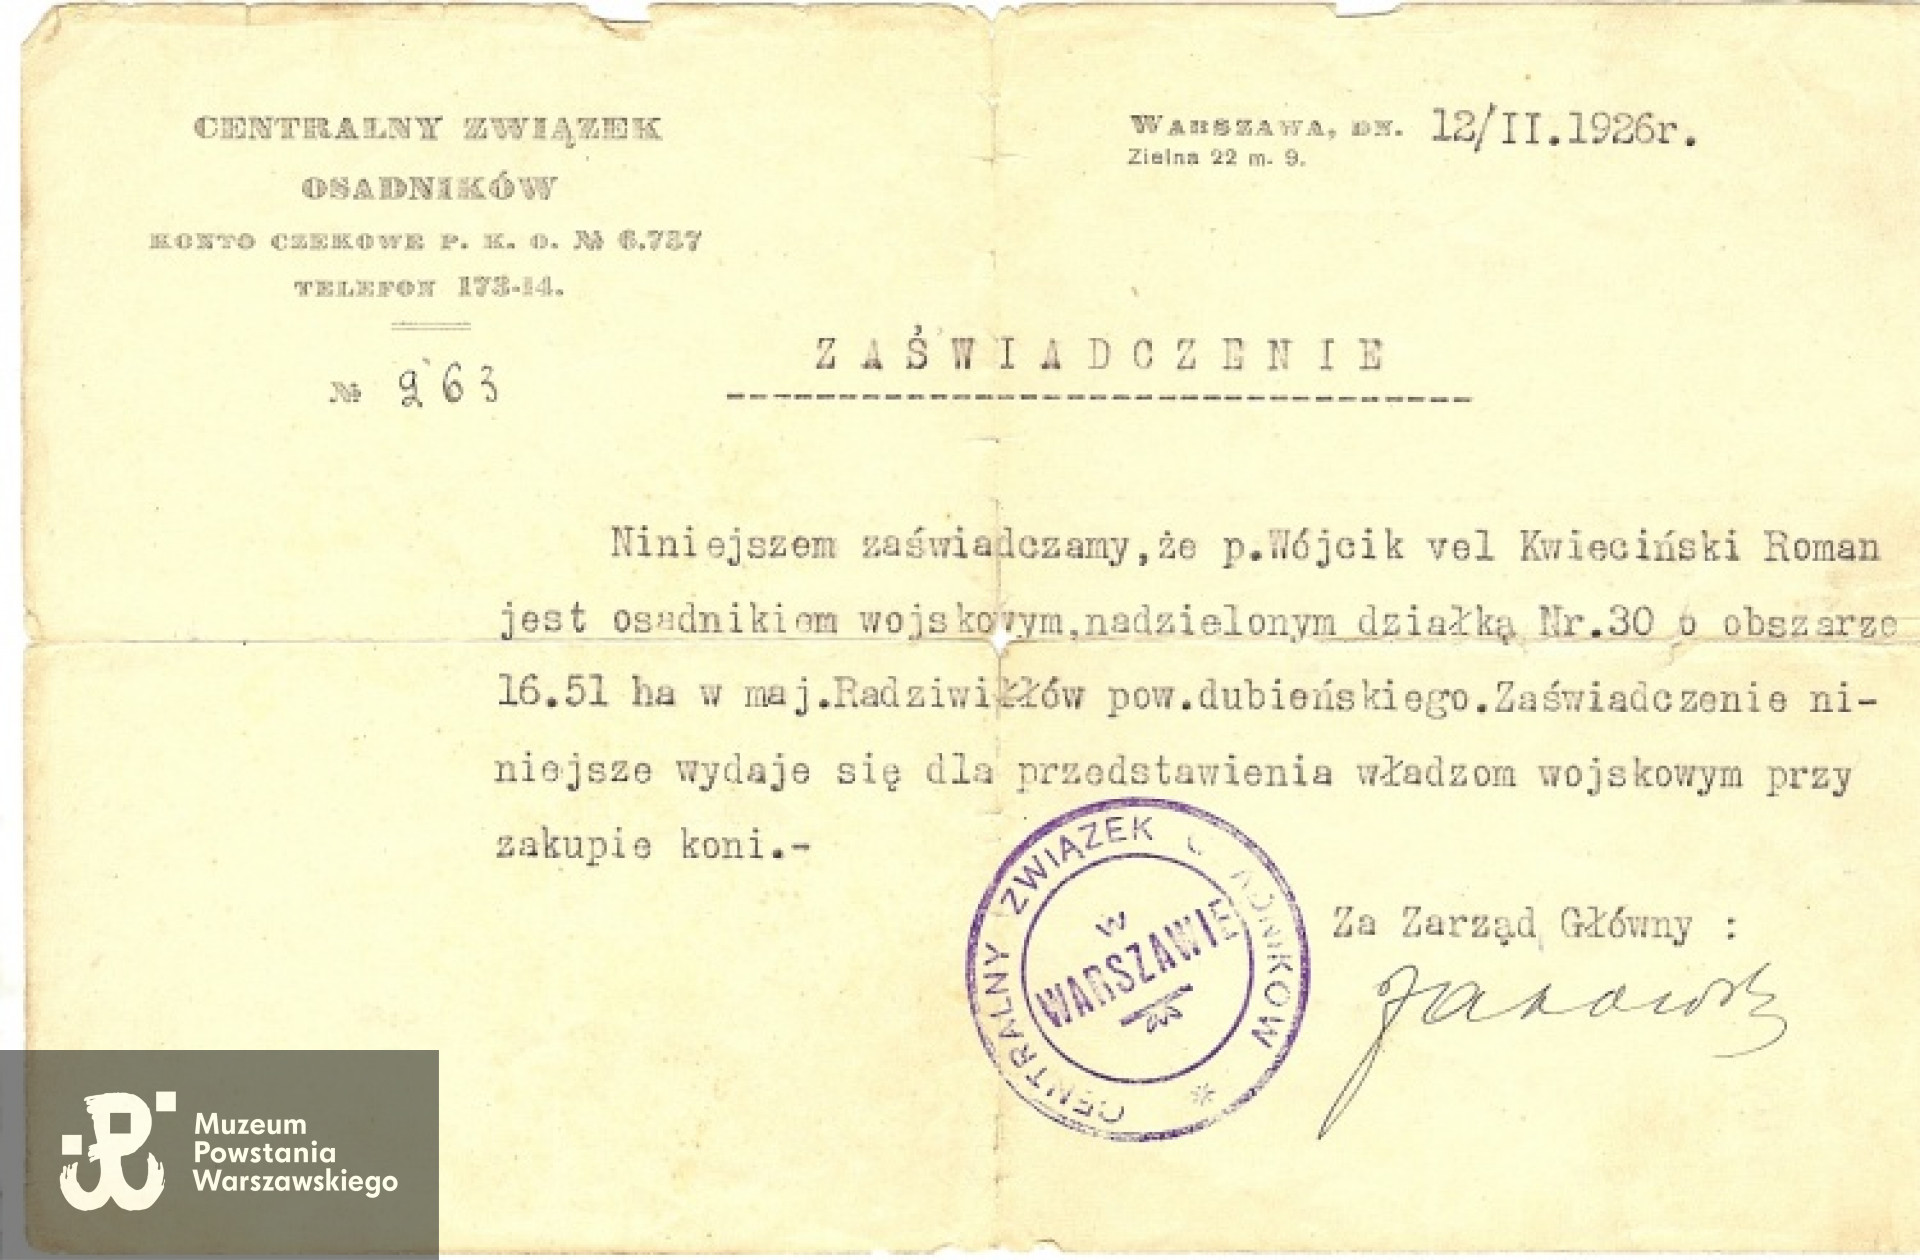 CENTRALNY ZWIĄZEK
OSADNIKÓW
KONTO CZEKOWE P. K. O. № 6.737
TELEFON 173-14.
№ 263
WARSZAWA, DN. 12/II.1926r.
Zielna 22 m. 9.
ZAŚWIADCZENIE
Niniejszem zaświadczamy,że p.Wójcik vel Kwieciński Roman
jest osadnikiem wojskowym,nadzielonym działką Nr.30 o obszarze
16.51 ha w maj.Radziwiłłów pow.dubieńskiego.Zaświadczenie ni-
niejsze wydaje się dla przedstawienia władzom wojskowym przy
zakupie koni.-
CENTRALNY ZWIĄZEK
W
WARSZAWIE
Za Zarząd Główny :
Muzeum
Powstania
Warszawskiego